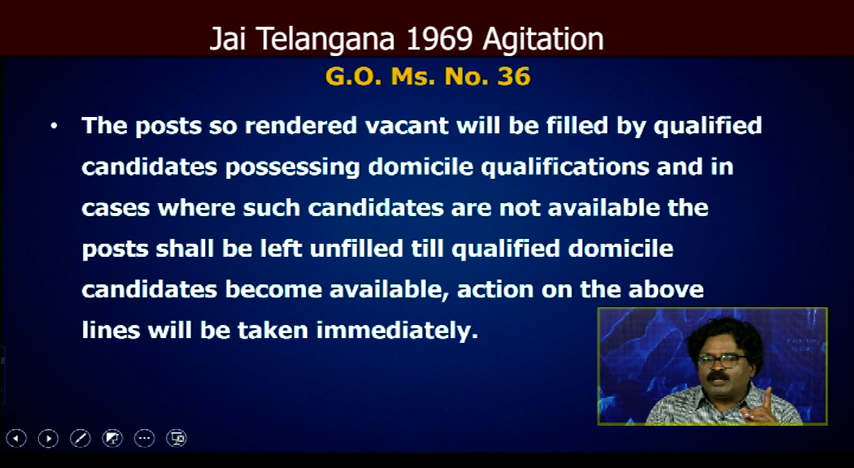 Jai Telangana 1969 Agitation
G.O. Ms. No. 36
• The posts so rendered vacant will be filled by qualified
candidates possessing domicile qualifications and in
cases where such candidates are not available the
posts shall be left unfilled till qualified domicile
candidates become available, action on the above
lines will be taken immediately.